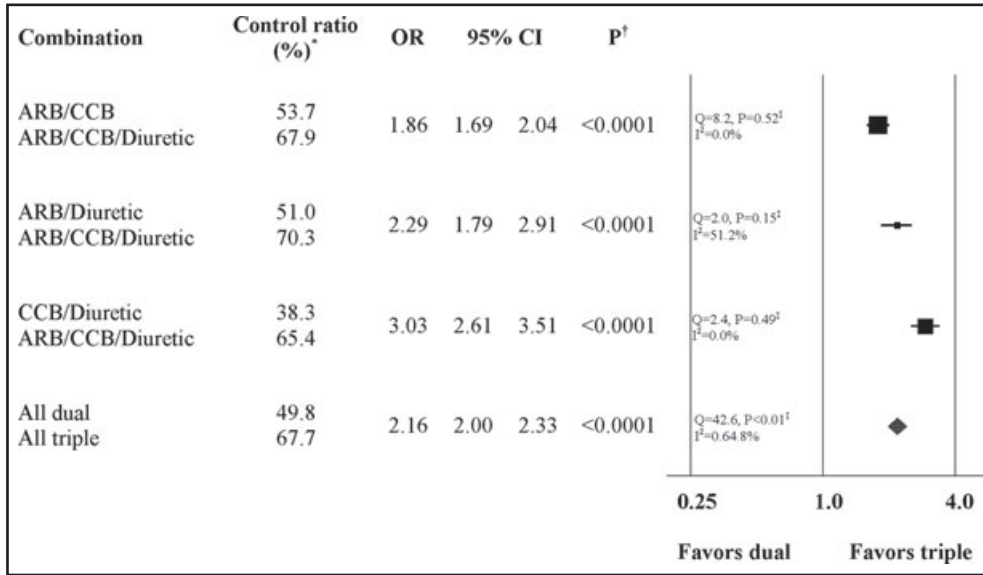 Combination Control ratio (%)* OR 95% CI P†
ARB/CCB 53.7
ARB/CCB/Diuretic 67.9
1.86 1.69 2.04 <0.0001
Q=8.2, P=0.52‡
I²=0.0%
ARB/Diuretic 51.0
ARB/CCB/Diuretic 70.3
2.29 1.79 2.91 <0.0001
Q=2.0, P=0.15‡
I²=51.2%
CCB/Diuretic 38.3
ARB/CCB/Diuretic 65.4
3.03 2.61 3.51 <0.0001
Q=2.4, P=0.49‡
I²=0.0%
All dual 49.8
All triple 67.7
2.16 2.00 2.33 <0.0001
Q=42.6, P<0.01‡
I²=0.64.8%
0.25 1.0 4.0
Favors dual Favors triple